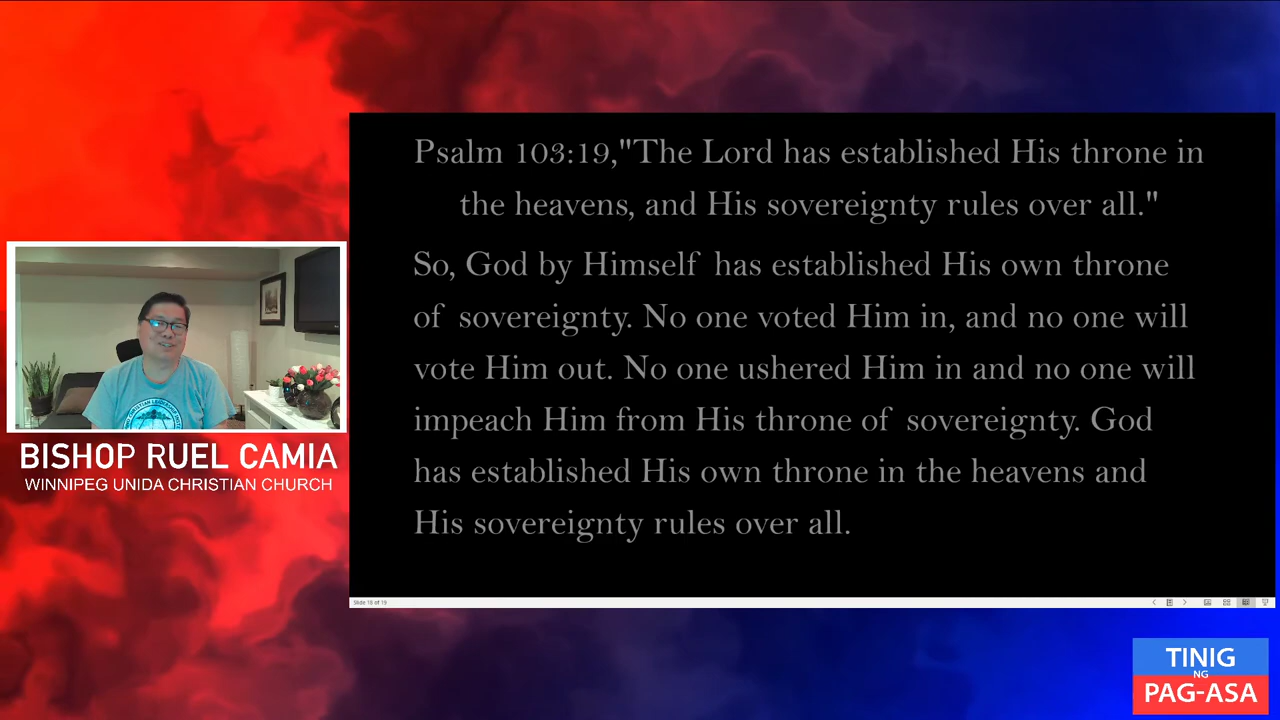 Psalm 103:19,"The Lord has established His throne in
the heavens, and His sovereignty rules over all."
So, God by Himself has established His own throne
of sovereignty. No one voted Him in, and no one will
vote Him out. No one ushered Him in and no one will
impeach Him from His throne of sovereignty. God
has established His own throne in the heavens and
His sovereignty rules over all.
Slide 18 of 19
BISHOP RUEL CAMIA
WINNIPEG UNIDA CHRISTIAN CHURCH
TINIG
NG
PAG-ASA